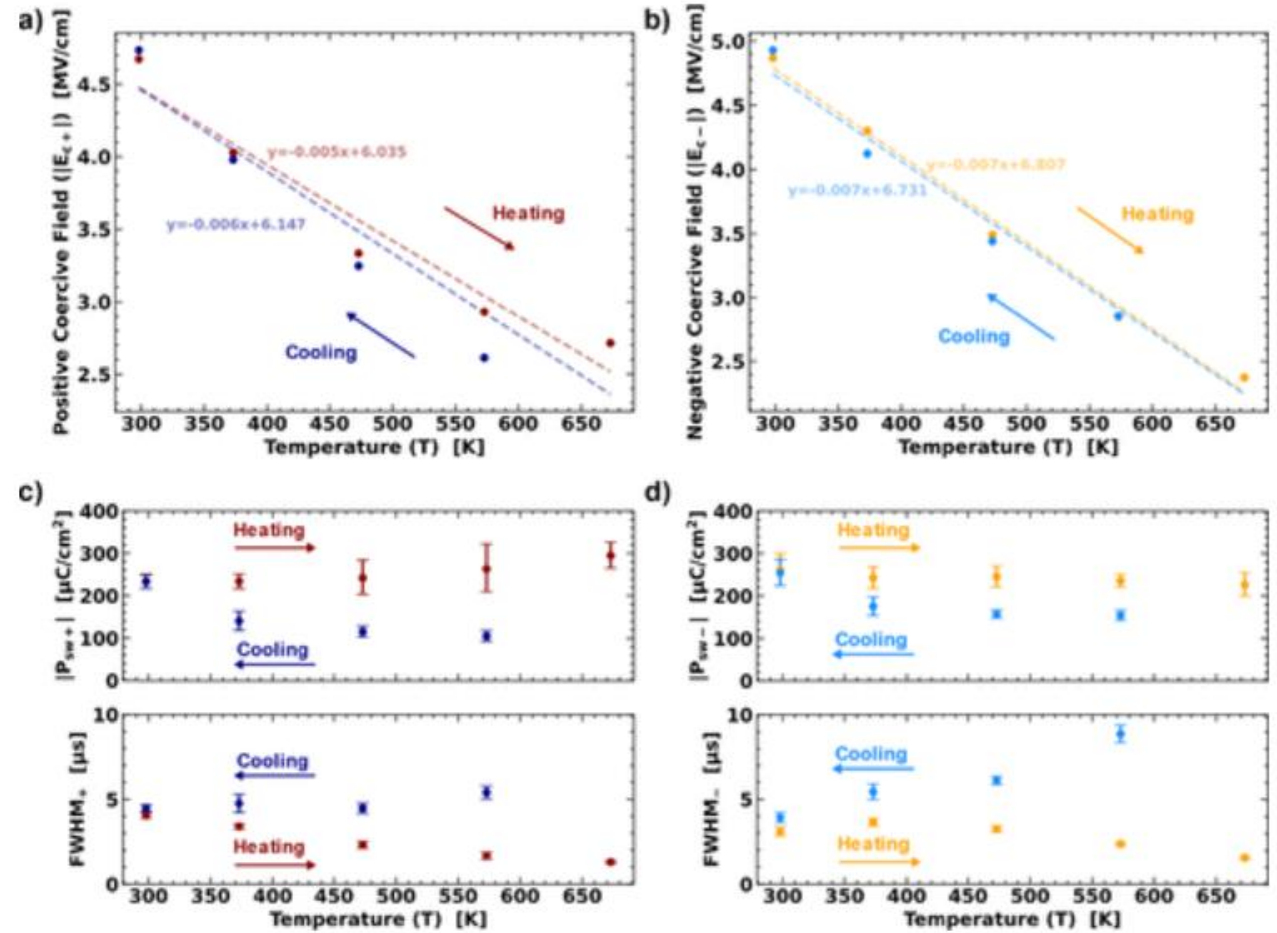 a)
Positive Coercive Field (|E_c+|) [MV/cm]
4.5
4.0
3.5
3.0
2.5
y=-0.005x+6.035
y=-0.006x+6.147
Heating
Cooling
300 350 400 450 500 550 600 650
Temperature (T) [K]
b)
Negative Coercive Field (|E_c−|) [MV/cm]
5.0
4.5
4.0
3.5
3.0
2.5
y=-0.007x+6.807
y=-0.007x+6.731
Heating
Cooling
300 350 400 450 500 550 600 650
Temperature (T) [K]
c)
|P_sw+| [µC/cm²]
400
300
200
100
0
Heating
Cooling
FWHM₊ [µs]
10
5
0
Cooling
Heating
300 350 400 450 500 550 600 650
Temperature (T) [K]
d)
|P_sw−| [µC/cm²]
400
300
200
100
0
Heating
Cooling
FWHM₋ [µs]
10
5
0
Cooling
Heating
300 350 400 450 500 550 600 650
Temperature (T) [K]